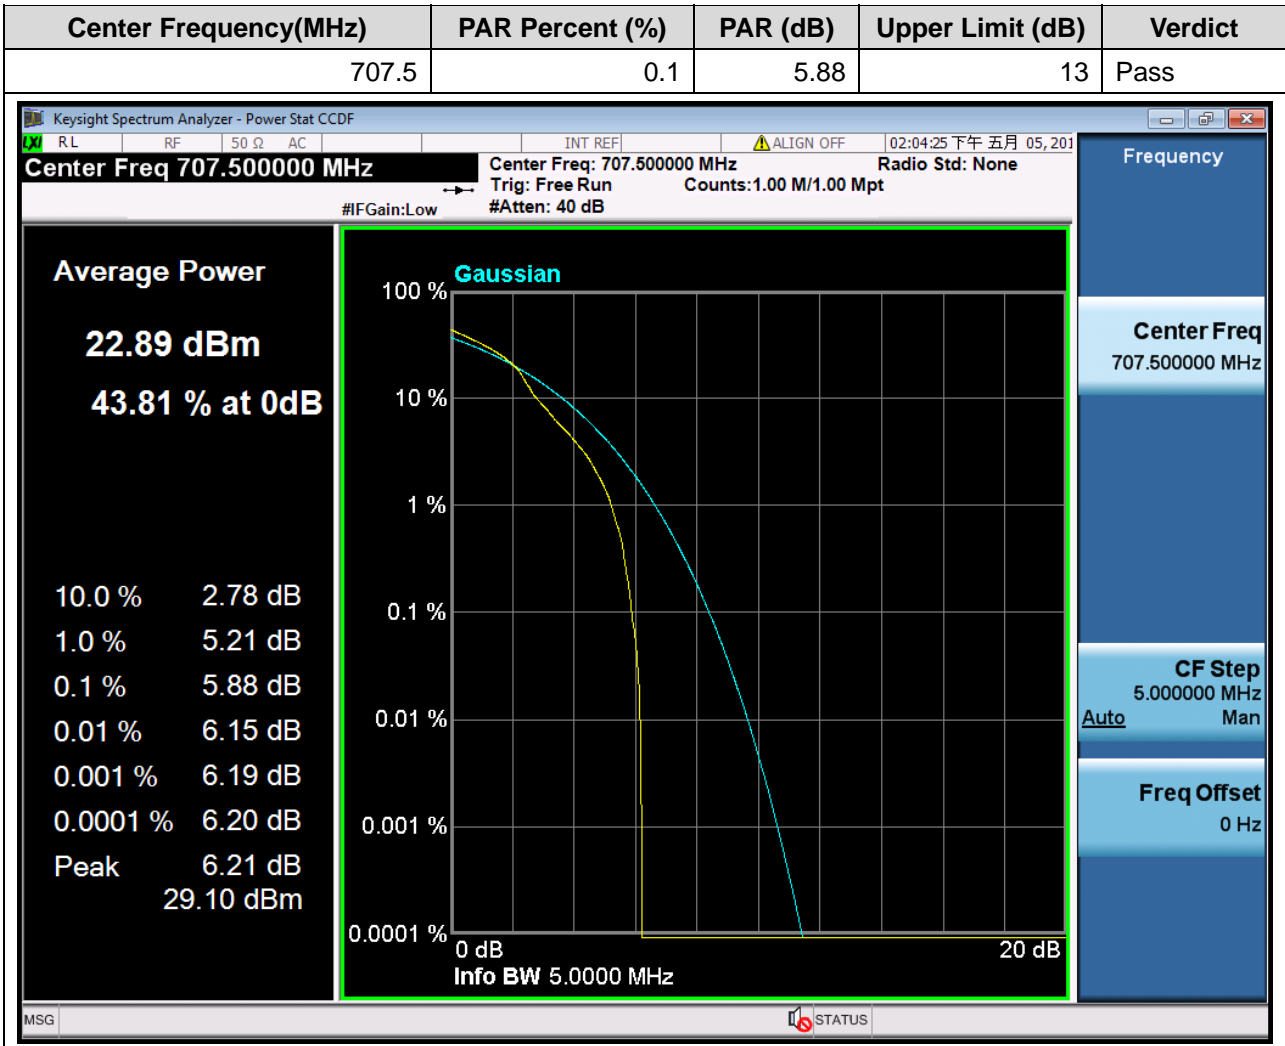 Center Frequency(MHz) PAR Percent (%) PAR (dB) Upper Limit (dB) Verdict
707.5 0.1 5.88 13 Pass
Keysight Spectrum Analyzer - Power Stat CCDF
LXI RL RF 50 Ω AC INT REF ALIGN OFF 02:04:25 下午 五月 05, 201
Center Freq 707.500000 MHz
Center Freq: 707.500000 MHz Radio Std: None
Trig: Free Run Counts:1.00 M/1.00 Mpt
#IFGain:Low #Atten: 40 dB
Average Power
22.89 dBm
43.81 % at 0dB
10.0 % 2.78 dB
1.0 % 5.21 dB
0.1 % 5.88 dB
0.01 % 6.15 dB
0.001 % 6.19 dB
0.0001 % 6.20 dB
Peak 6.21 dB
29.10 dBm
Gaussian
100 %
10 %
1 %
0.1 %
0.01 %
0.001 %
0.0001 %
0 dB 20 dB
Info BW 5.0000 MHz
Frequency
Center Freq
707.500000 MHz
CF Step
5.000000 MHz
Auto Man
Freq Offset
0 Hz
MSG STATUS